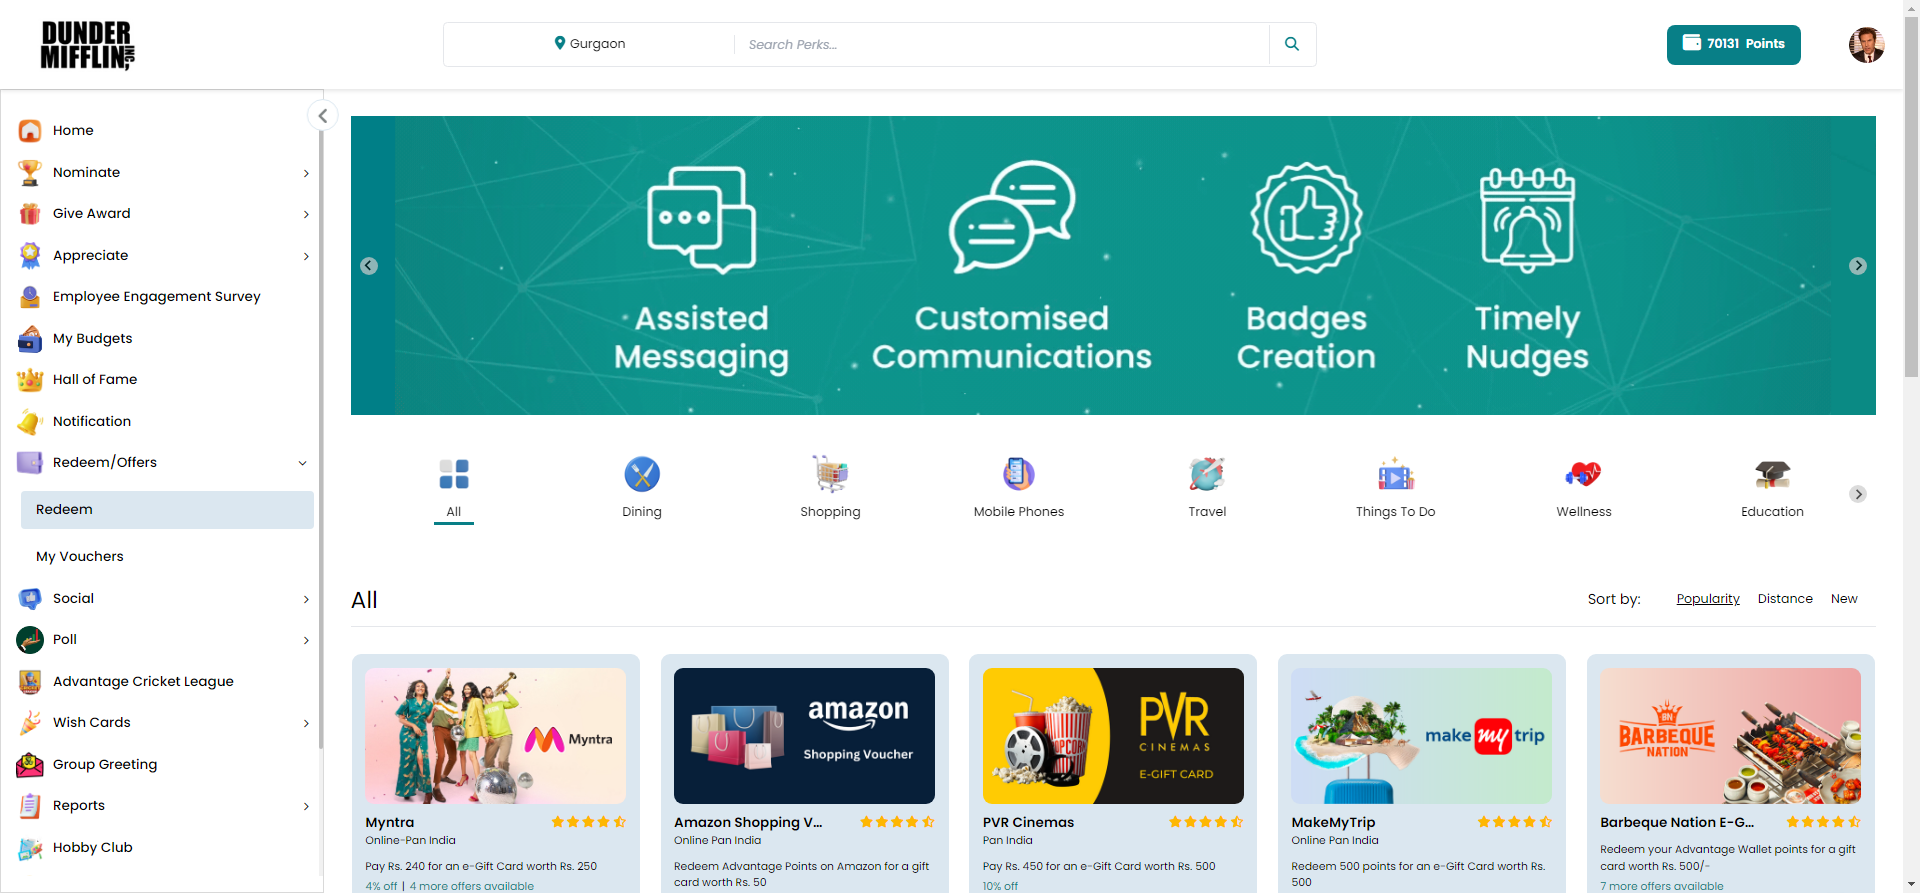 DUNDER
MIFFLIN INC,
Gurgaon
Search Perks...
70131 Points
Home
Nominate
Give Award
Appreciate
Employee Engagement Survey
My Budgets
Hall of Fame
Notification
Redeem/Offers
Redeem
My Vouchers
Social
Poll
Advantage Cricket League
Wish Cards
Group Greeting
Reports
Hobby Club
Assisted
Messaging
Customised
Communications
Badges
Creation
Timely
Nudges
All
Dining
Shopping
Mobile Phones
Travel
Things To Do
Wellness
Education
All
Sort by: Popularity Distance New
Myntra
Myntra
Online-Pan India
Pay Rs. 240 for an e-Gift Card worth Rs. 250
4% off | 4 more offers available
amazon
Shopping Voucher
Amazon Shopping V...
Online Pan India
Redeem Advantage Points on Amazon for a gift
card worth Rs. 50
POPCORN
PVR
CINEMAS
E-GIFT CARD
PVR Cinemas
Pan India
Pay Rs. 450 for an e-Gift Card worth Rs. 500
10% off
make my trip
MakeMyTrip
Online Pan India
Redeem 500 points for an e-Gift Card worth Rs.
500
BN
BARBEQUE
NATION
Barbeque Nation E-G...
Redeem your Advantage Wallet points for a gift
card worth Rs. 500/-
7 more offers available